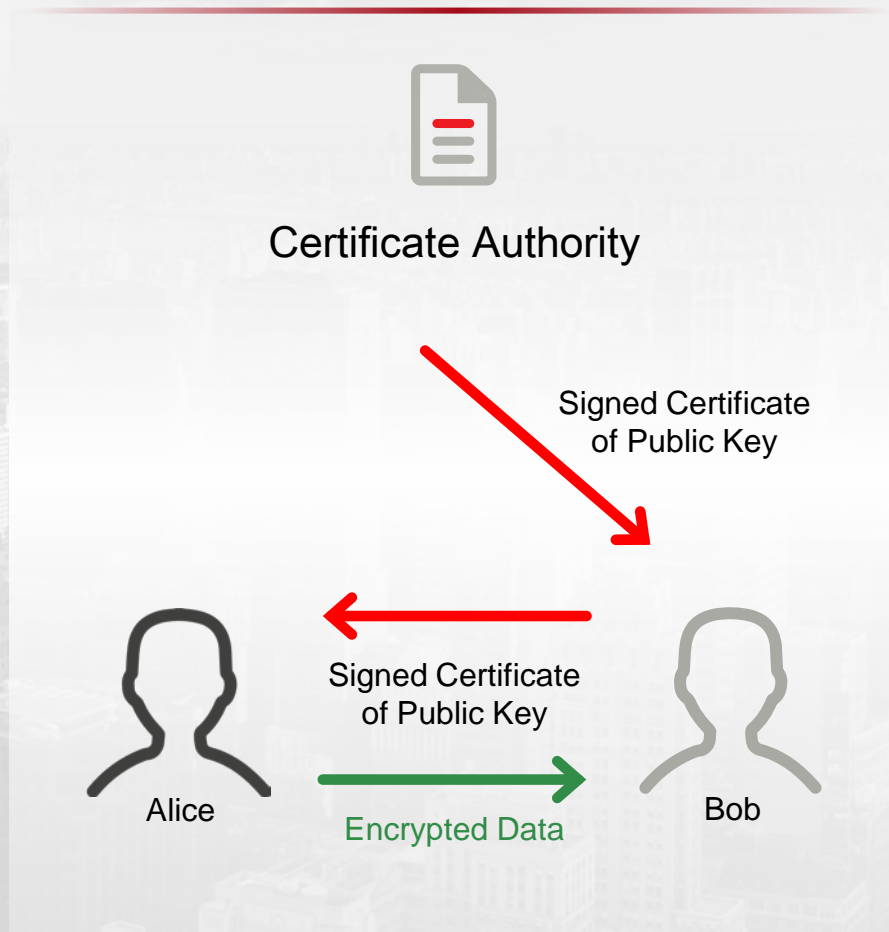 Certificate Authority
Signed Certificate
of Public Key
Signed Certificate
of Public Key
Alice
Bob
Encrypted Data